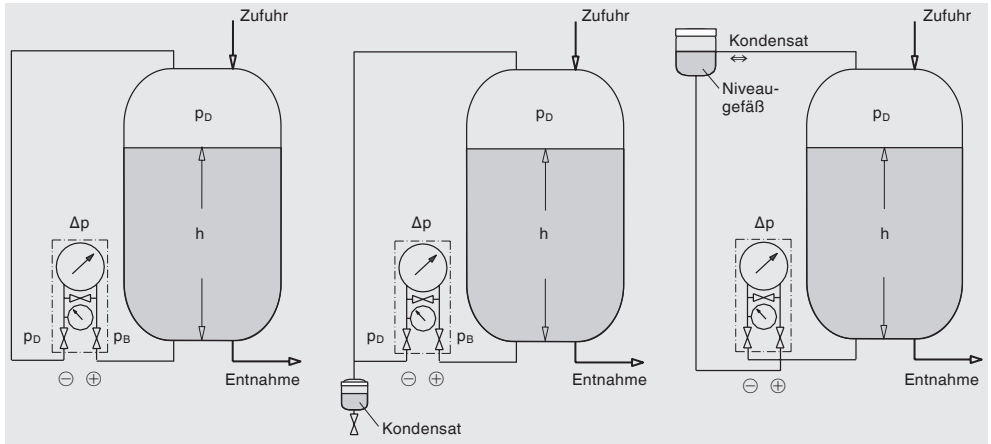 Zufuhr
p_D
h
Δp
p_D
p_B
⊖ ⊕
Entnahme
Zufuhr
p_D
h
Δp
p_D
p_B
⊖ ⊕
Entnahme
Kondensat
Zufuhr
Kondensat
⇔
Niveau-
gefäß
p_D
h
Δp
⊖ ⊕
Entnahme